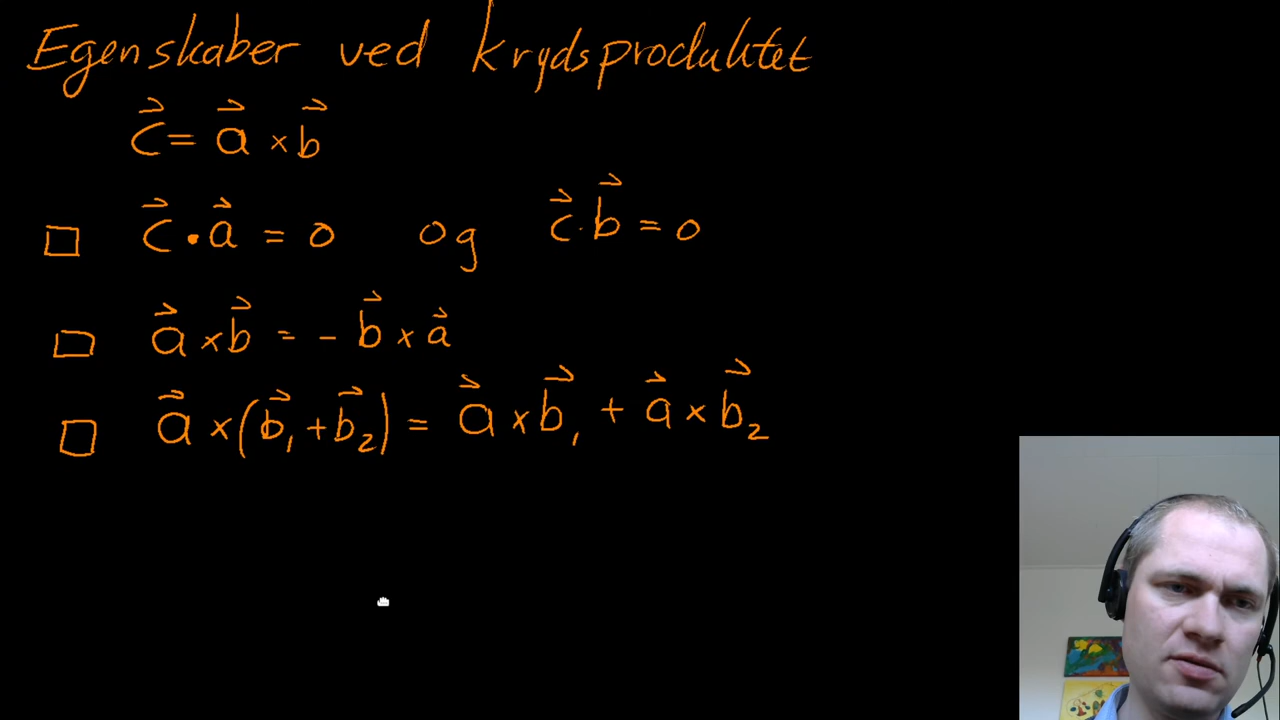 Egenskaber ved krydsproduktet
c⃗ = a⃗ × b⃗
□ c⃗ • a⃗ = 0 og c⃗ · b⃗ = 0
□ a⃗ × b⃗ = - b⃗ × a⃗
□ a⃗ × (b⃗₁ + b⃗₂) = a⃗ × b⃗₁ + a⃗ × b⃗₂